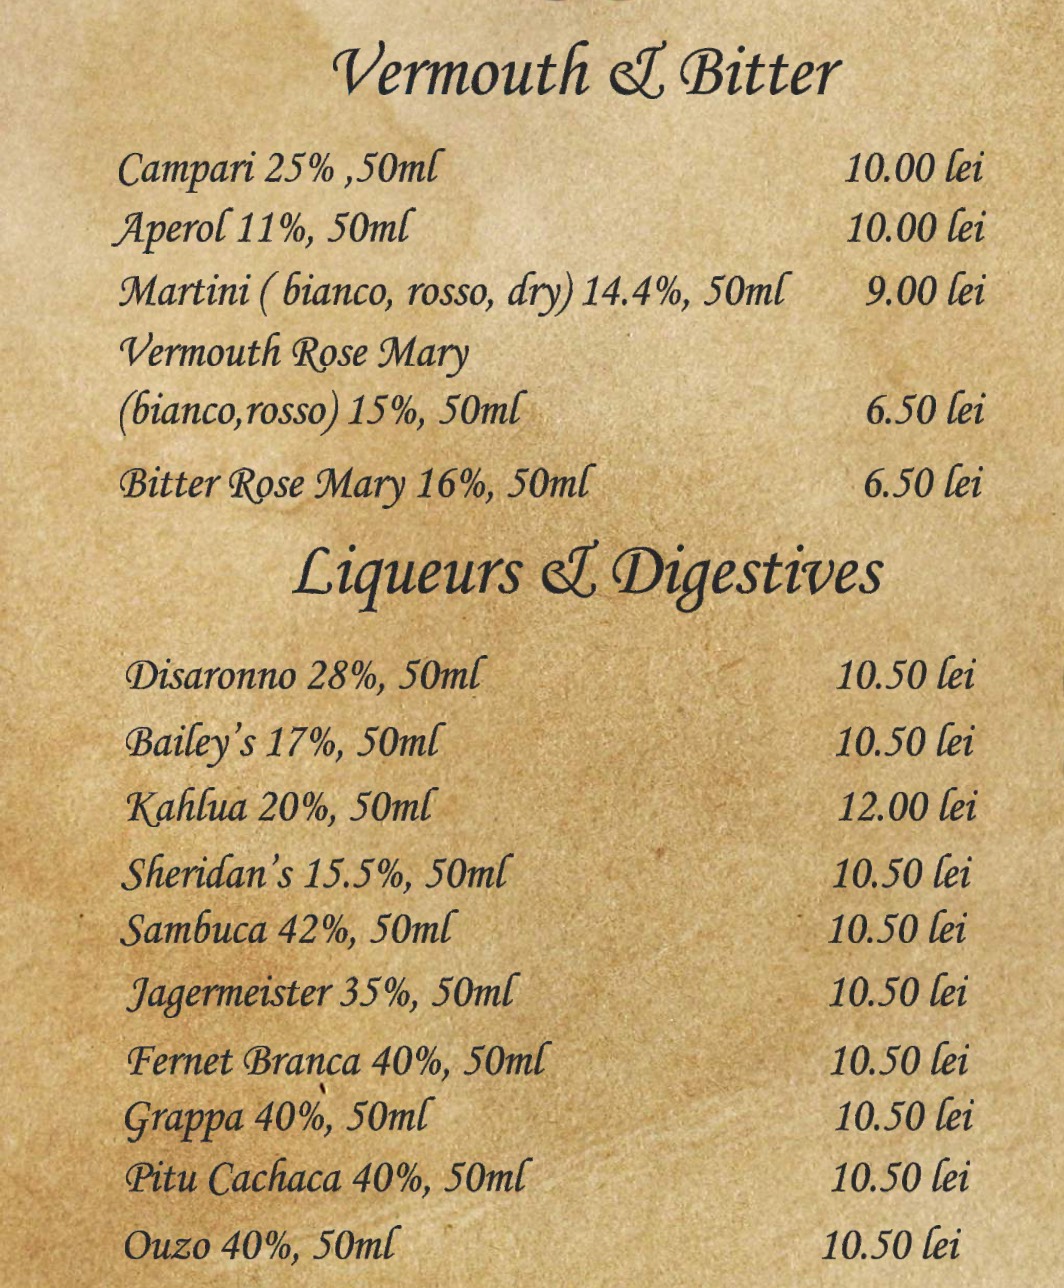 Vermouth & Bitter
Campari 25% ,50ml 10.00 lei
Aperol 11%, 50ml 10.00 lei
Martini ( bianco, rosso, dry) 14.4%, 50ml 9.00 lei
Vermouth Rose Mary
(bianco,rosso) 15%, 50ml 6.50 lei
Bitter Rose Mary 16%, 50ml 6.50 lei
Liqueurs & Digestives
Disaronno 28%, 50ml 10.50 lei
Bailey's 17%, 50ml 10.50 lei
Kahlua 20%, 50ml 12.00 lei
Sheridan's 15.5%, 50ml 10.50 lei
Sambuca 42%, 50ml 10.50 lei
Jagermeister 35%, 50ml 10.50 lei
Fernet Branca 40%, 50ml 10.50 lei
Grappa 40%, 50ml 10.50 lei
Pitu Cachaca 40%, 50ml 10.50 lei
Ouzo 40%, 50ml 10.50 lei